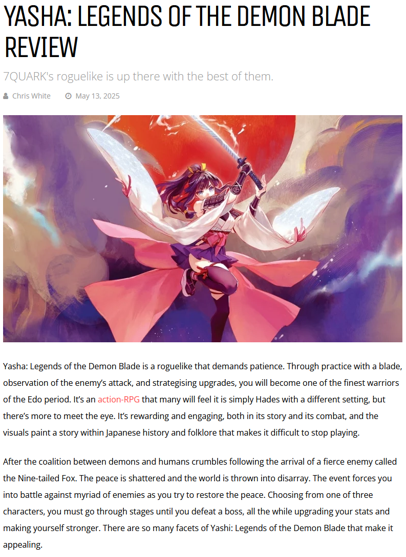 YASHA: LEGENDS OF THE DEMON BLADE
REVIEW
7QUARK's roguelike is up there with the best of them.
Chris White May 13, 2025
Yasha: Legends of the Demon Blade is a roguelike that demands patience. Through practice with a blade,
observation of the enemy's attack, and strategising upgrades, you will become one of the finest warriors
of the Edo period. It's an action-RPG that many will feel it is simply Hades with a different setting, but
there's more to meet the eye. It's rewarding and engaging, both in its story and its combat, and the
visuals paint a story within Japanese history and folklore that makes it difficult to stop playing.
After the coalition between demons and humans crumbles following the arrival of a fierce enemy called
the Nine-tailed Fox. The peace is shattered and the world is thrown into disarray. The event forces you
into battle against myriad of enemies as you try to restore the peace. Choosing from one of three
characters, you must go through stages until you defeat a boss, all the while upgrading your stats and
making yourself stronger. There are so many facets of Yashi: Legends of the Demon Blade that make it
appealing.